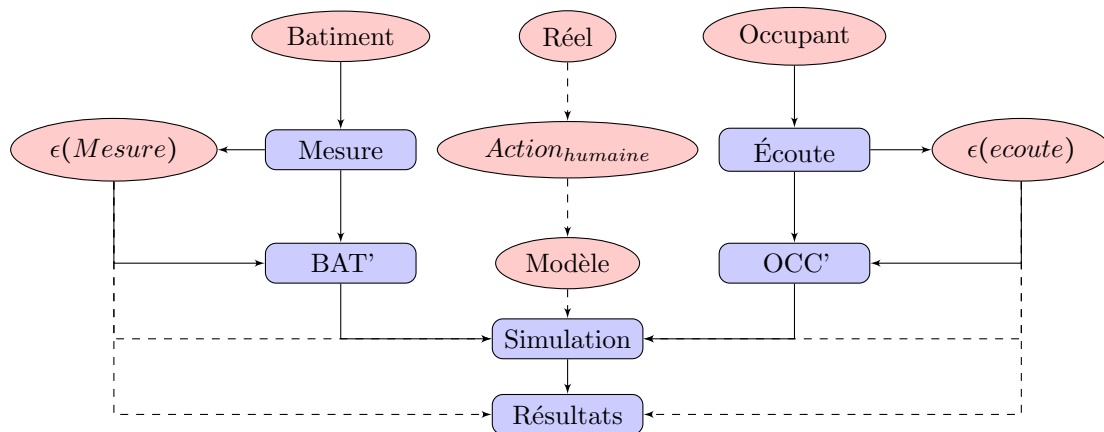 Batiment
Réel
Occupant
ϵ(Mesure)
Mesure
Action_humaine
Écoute
ϵ(ecoute)
BAT’
Modèle
OCC’
Simulation
Résultats